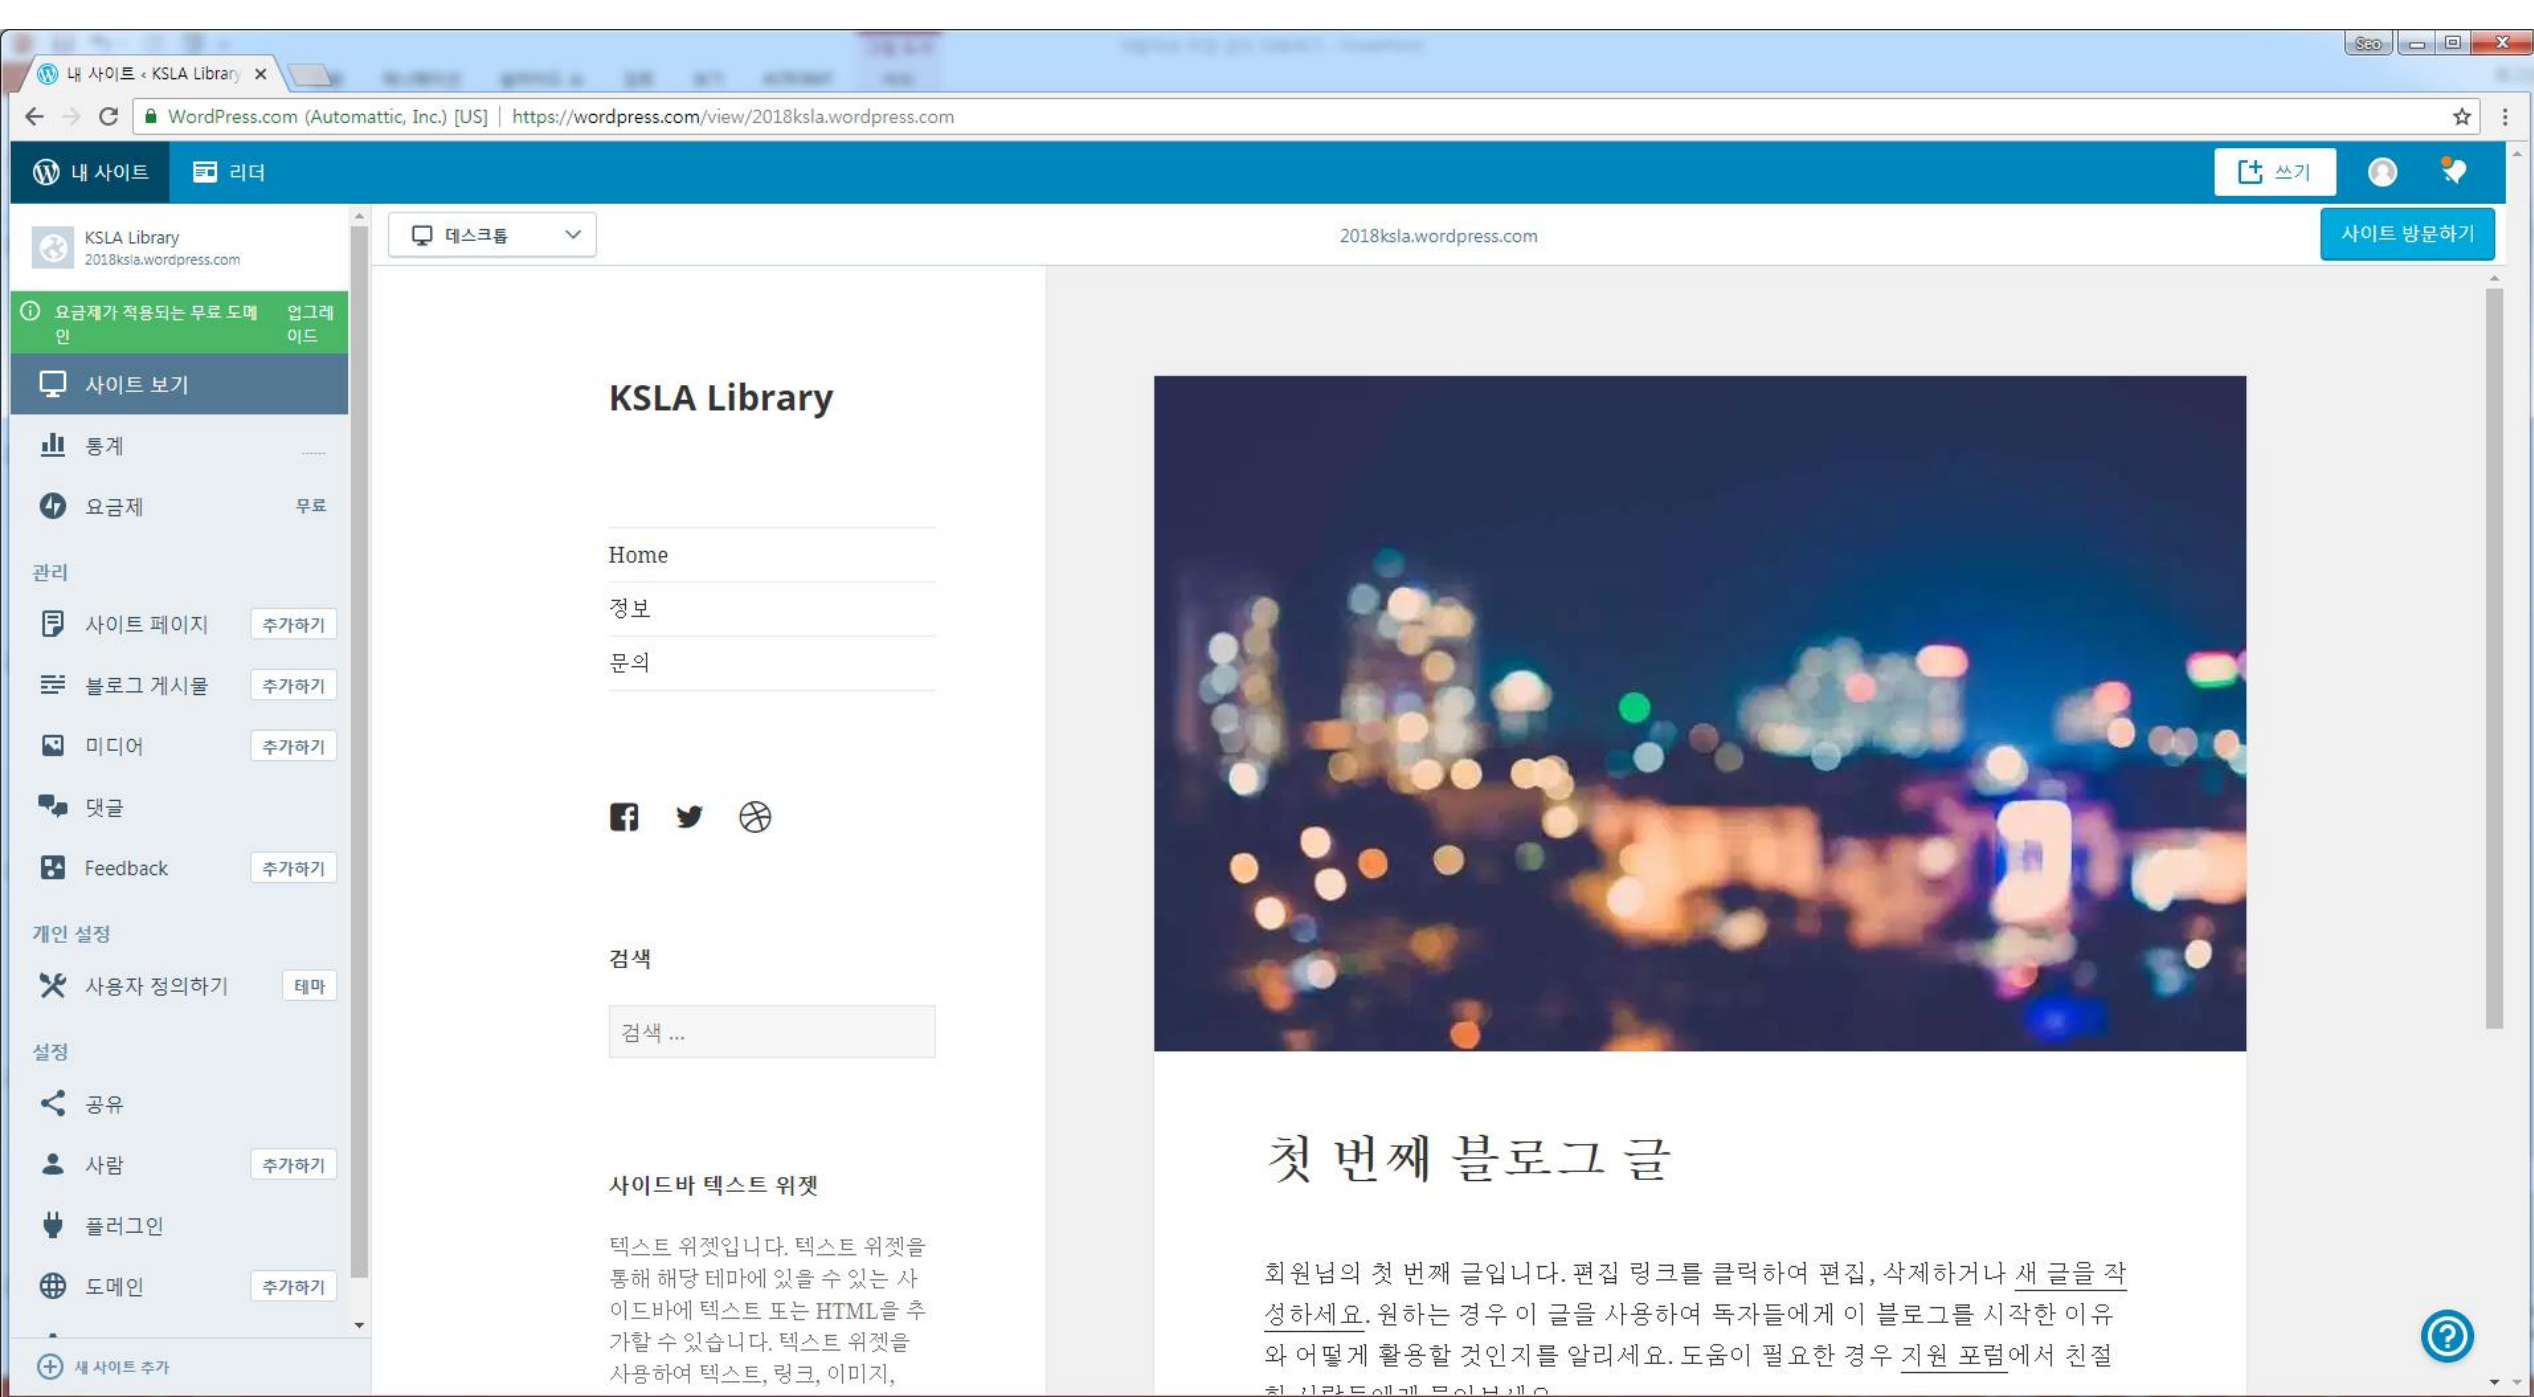 Seo
내 사이트 ‹ KSLA Library
WordPress.com (Automattic, Inc.) [US] | https://wordpress.com/view/2018ksla.wordpress.com
내 사이트 리더 쓰기
KSLA Library
2018ksla.wordpress.com
데스크톱
2018ksla.wordpress.com
사이트 방문하기
요금제가 적용되는 무료 도메
인
업그레
이드
사이트 보기
통계
요금제 무료
관리
사이트 페이지 추가하기
블로그 게시물 추가하기
미디어 추가하기
댓글
Feedback 추가하기
개인 설정
사용자 정의하기 테마
설정
공유
사람 추가하기
플러그인
도메인 추가하기
새 사이트 추가
KSLA Library
Home
정보
문의
검색
검색 ...
사이드바 텍스트 위젯
텍스트 위젯입니다. 텍스트 위젯을
통해 해당 테마에 있을 수 있는 사
이드바에 텍스트 또는 HTML을 추
가할 수 있습니다. 텍스트 위젯을
사용하여 텍스트, 링크, 이미지,
첫 번째 블로그 글
회원님의 첫 번째 글입니다. 편집 링크를 클릭하여 편집, 삭제하거나 새 글을 작
성하세요. 원하는 경우 이 글을 사용하여 독자들에게 이 블로그를 시작한 이유
와 어떻게 활용할 것인지를 알리세요. 도움이 필요한 경우 지원 포럼에서 친절